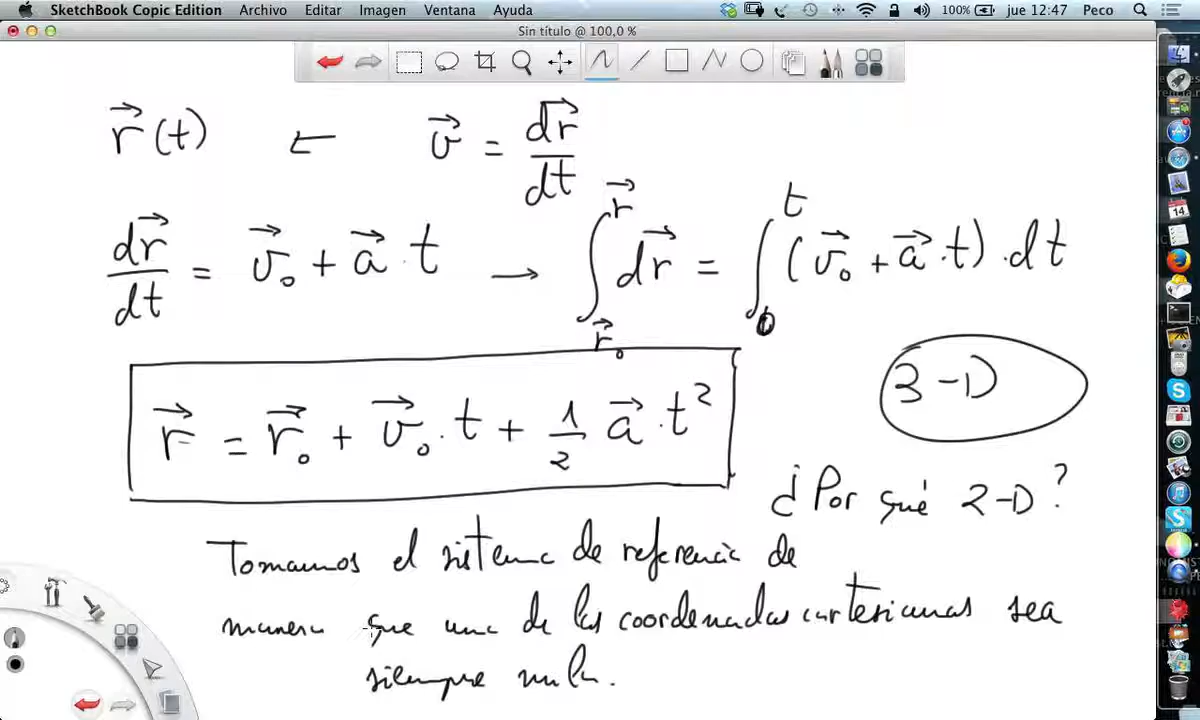 SketchBook Copic Edition Archivo Editar Imagen Ventana Ayuda 100% jue 12:47 Peco
Sin título @ 100,0 %
r⃗(t) ← v⃗ = dr⃗/dt
dr⃗/dt = v⃗₀ + a⃗ · t → ∫_{r⃗₀}^{r⃗} dr⃗ = ∫_0^t (v⃗₀ + a⃗ · t) · dt
r⃗ = r⃗₀ + v⃗₀ · t + 1/2 a⃗ · t²
3-D
¿Por qué 2-D?
Tomamos el sistema de referencia de
manera que una de las coordenadas cartesianas sea
siempre nula.